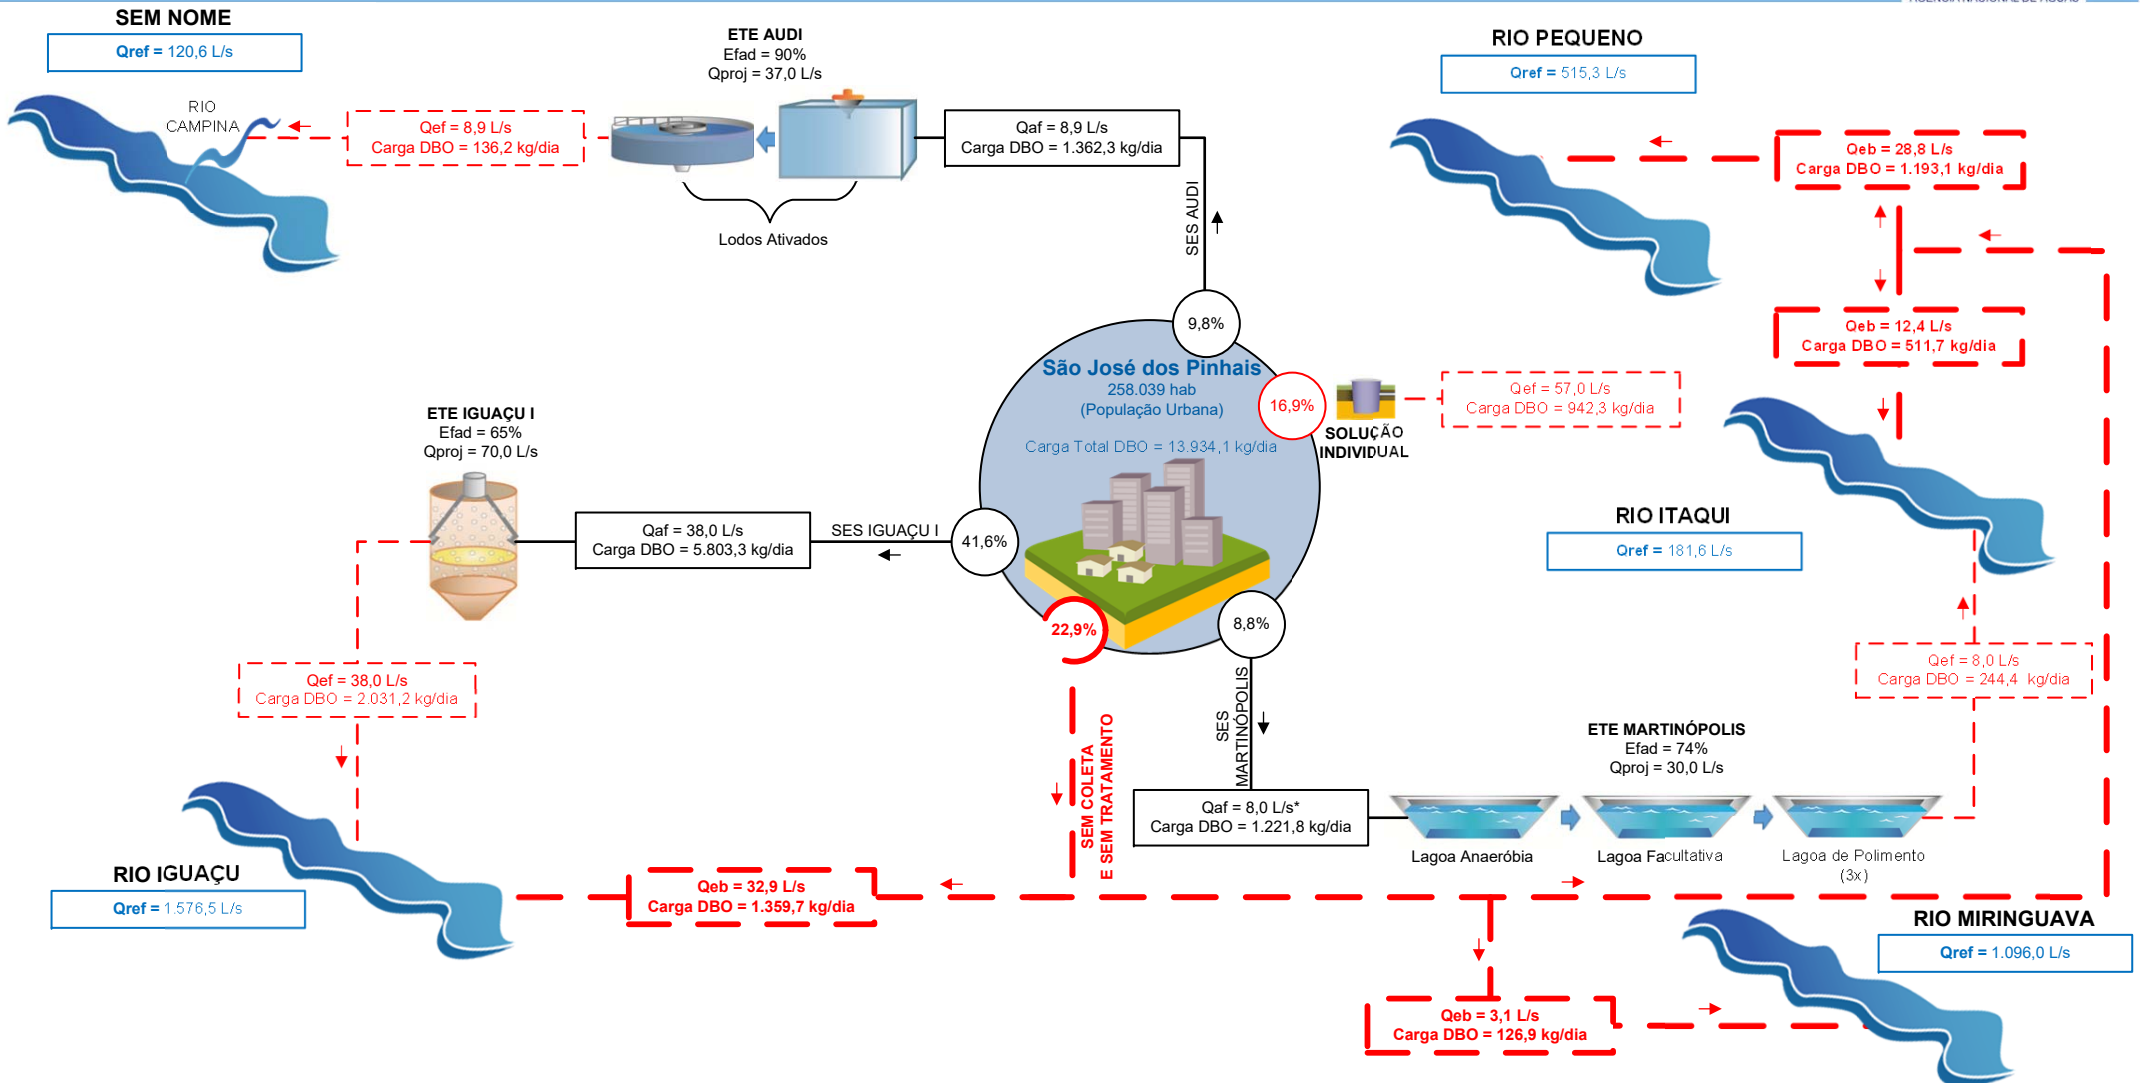 SEM NOME
Qref = 120,6 L/s
RIO
CAMPINA
Qef = 8,9 L/s
Carga DBO = 136,2 kg/dia
ETE AUDI
Efad = 90%
Qproj = 37,0 L/s
Lodos Ativados
Qaf = 8,9 L/s
Carga DBO = 1.362,3 kg/dia
SES AUDI
9,8%
RIO PEQUENO
Qref = 515,3 L/s
Qeb = 28,8 L/s
Carga DBO = 1.193,1 kg/dia
Qeb = 12,4 L/s
Carga DBO = 511,7 kg/dia
São José dos Pinhais
258.039 hab
(População Urbana)
Carga Total DBO = 13.934,1 kg/dia
16,9%
SOLUÇÃO
INDIVIDUAL
Qef = 57,0 L/s
Carga DBO = 942,3 kg/dia
ETE IGUAÇU I
Efad = 65%
Qproj = 70,0 L/s
Qaf = 38,0 L/s
Carga DBO = 5.803,3 kg/dia
SES IGUAÇU I
41,6%
22,9%
8,8%
RIO ITAQUI
Qref = 181,6 L/s
Qef = 38,0 L/s
Carga DBO = 2.031,2 kg/dia
SEM COLETA
E SEM TRATAMENTO
SES
MARTINÓPOLIS
Qef = 8,0 L/s
Carga DBO = 244,4 kg/dia
ETE MARTINÓPOLIS
Efad = 74%
Qproj = 30,0 L/s
Qaf = 8,0 L/s*
Carga DBO = 1.221,8 kg/dia
Lagoa Anaeróbia
Lagoa Facultativa
Lagoa de Polimento
(3x)
RIO IGUAÇU
Qref = 1.576,5 L/s
Qeb = 32,9 L/s
Carga DBO = 1.359,7 kg/dia
RIO MIRINGUAVA
Qref = 1.096,0 L/s
Qeb = 3,1 L/s
Carga DBO = 126,9 kg/dia